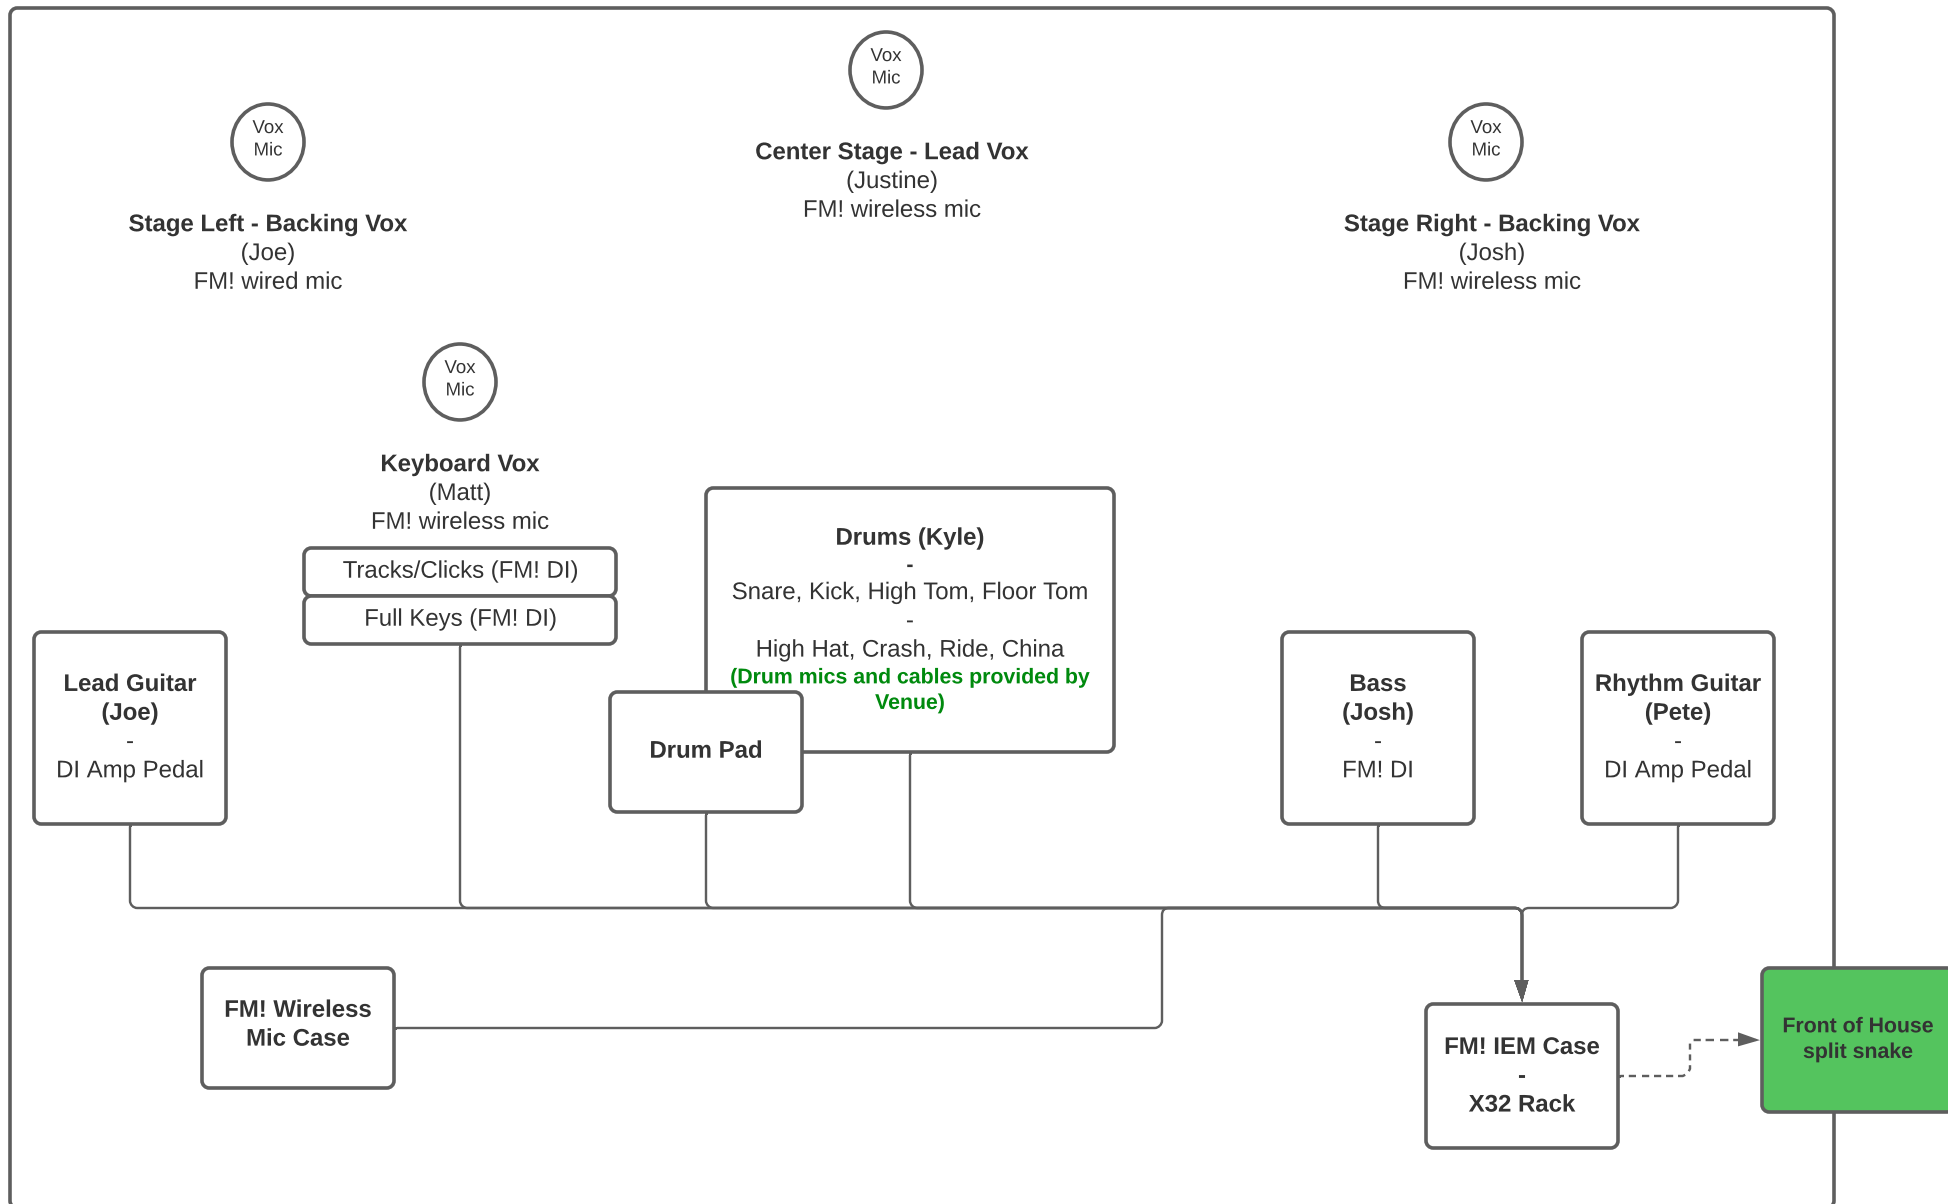 Vox
Mic
Center Stage - Lead Vox
(Justine)
FM! wireless mic
Vox
Mic
Stage Left - Backing Vox
(Joe)
FM! wired mic
Vox
Mic
Stage Right - Backing Vox
(Josh)
FM! wireless mic
Vox
Mic
Keyboard Vox
(Matt)
FM! wireless mic
Tracks/Clicks (FM! DI)
Full Keys (FM! DI)
Drums (Kyle)
-
Snare, Kick, High Tom, Floor Tom
-
High Hat, Crash, Ride, China
(Drum mics and cables provided by
Venue)
Drum Pad
Lead Guitar
(Joe)
-
DI Amp Pedal
Bass
(Josh)
-
FM! DI
Rhythm Guitar
(Pete)
-
DI Amp Pedal
FM! Wireless
Mic Case
FM! IEM Case
-
X32 Rack
Front of House
split snake